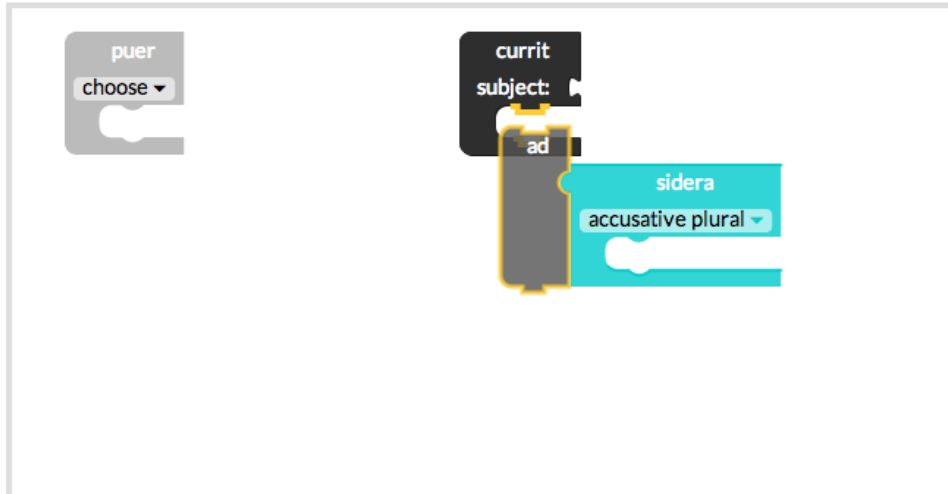 puer
choose
currit
subject:
ad
sidera
accusative plural